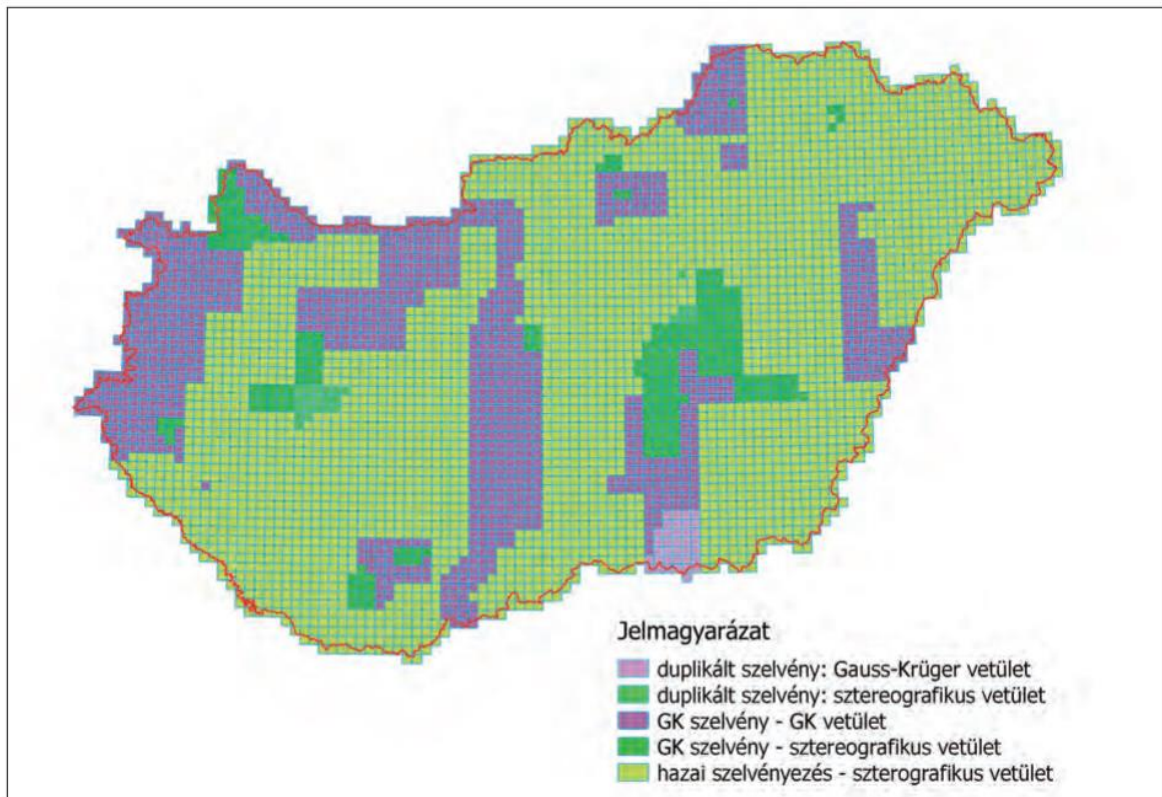 Jelmagyarázat
duplikált szelvény: Gauss-Krüger vetület
duplikált szelvény: sztereografikus vetület
GK szelvény - GK vetület
GK szelvény - sztereografikus vetület
hazai szelvényezés - szterografikus vetület